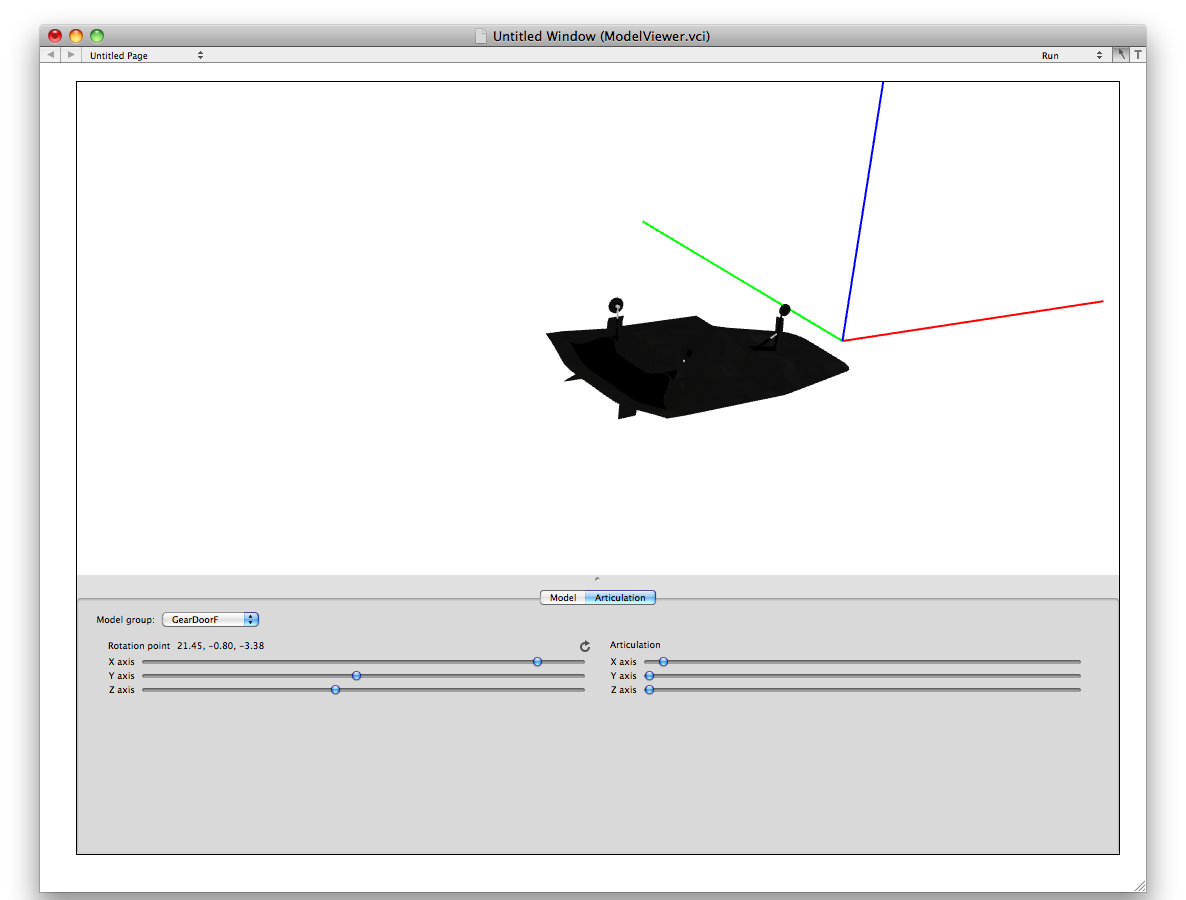 Untitled Window (ModelViewer.vci)
Untitled Page Run T
Model Articulation
Model group: GearDoorF
Rotation point 21.45, -0.80, -3.38 Articulation
X axis X axis
Y axis Y axis
Z axis Z axis